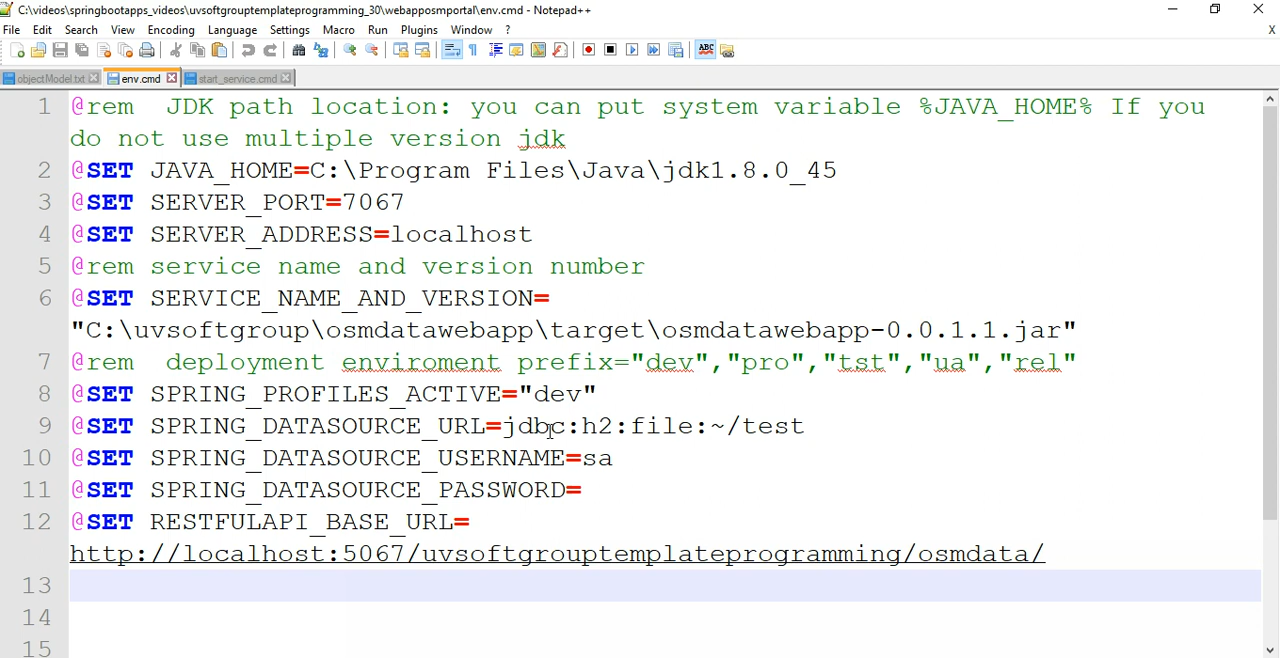 C:\videos\springbootapps_videos\uvsoftgrouptemplateprogramming_30\webapposmportal\env.cmd - Notepad++
File Edit Search View Encoding Language Settings Macro Run Plugins Window ? X
objectModel.txt env.cmd start_service.cmd
1 @rem  JDK path location: you can put system variable %JAVA_HOME% If you
do not use multiple version jdk
2 @SET JAVA_HOME=C:\Program Files\Java\jdk1.8.0_45
3 @SET SERVER_PORT=7067
4 @SET SERVER_ADDRESS=localhost
5 @rem service name and version number
6 @SET SERVICE_NAME_AND_VERSION=
"C:\uvsoftgroup\osmdatawebapp\target\osmdatawebapp-0.0.1.1.jar"
7 @rem  deployment enviroment prefix="dev","pro","tst","ua","rel"
8 @SET SPRING_PROFILES_ACTIVE="dev"
9 @SET SPRING_DATASOURCE_URL=jdbc:h2:file:~/test
10 @SET SPRING_DATASOURCE_USERNAME=sa
11 @SET SPRING_DATASOURCE_PASSWORD=
12 @SET RESTFULAPI_BASE_URL=
http://localhost:5067/uvsoftgrouptemplateprogramming/osmdata/
13
14
15